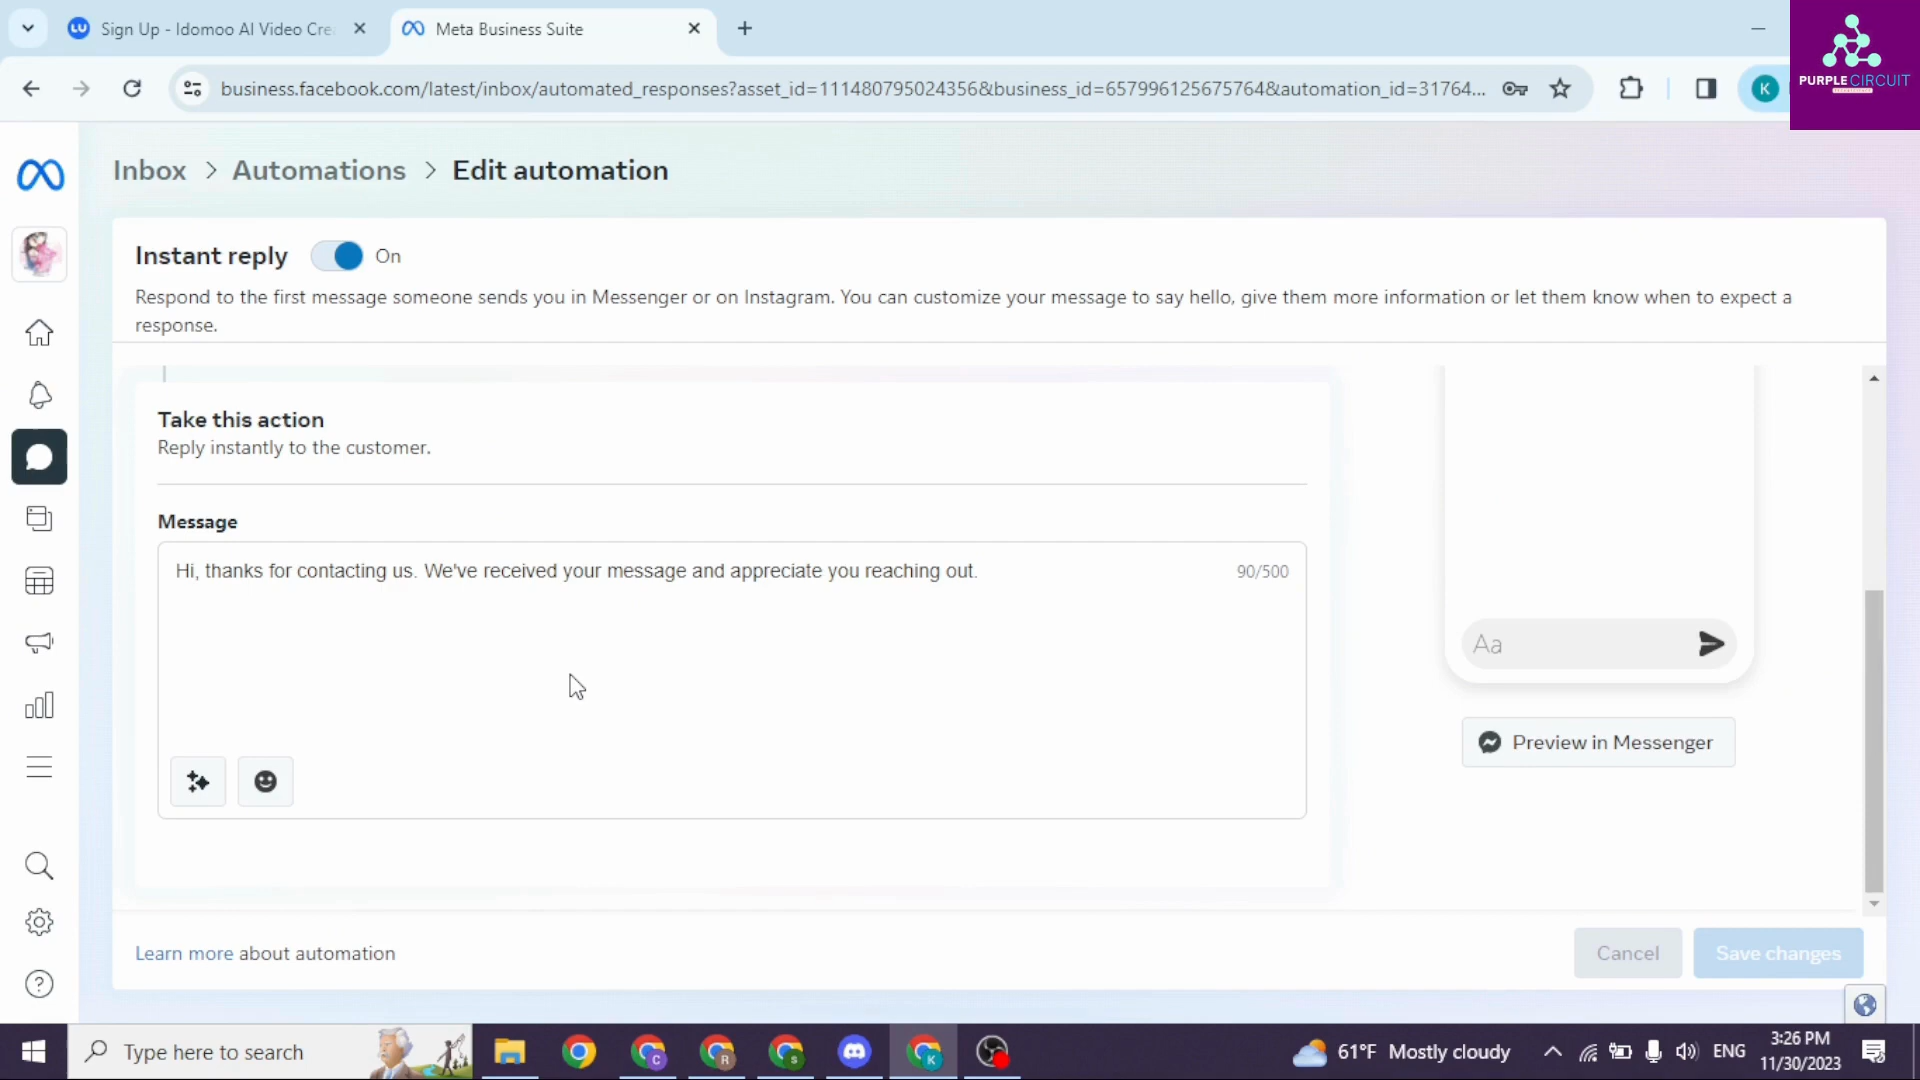 Sign Up - Idomoo AI Video Cre
Meta Business Suite
business.facebook.com/latest/inbox/automated_responses?asset_id=111480795024356&business_id=657996125675764&automation_id=31764...
K
PURPLE CIRCUIT
Inbox > Automations > Edit automation
Instant reply
On
Respond to the first message someone sends you in Messenger or on Instagram. You can customize your message to say hello, give them more information or let them know when to expect a
response.
Take this action
Reply instantly to the customer.
Message
Hi, thanks for contacting us. We've received your message and appreciate you reaching out.
90/500
Aa
Preview in Messenger
Learn more about automation
Cancel
Save changes
Type here to search
C
R
S
K
61°F Mostly cloudy
ENG
3:26 PM
11/30/2023